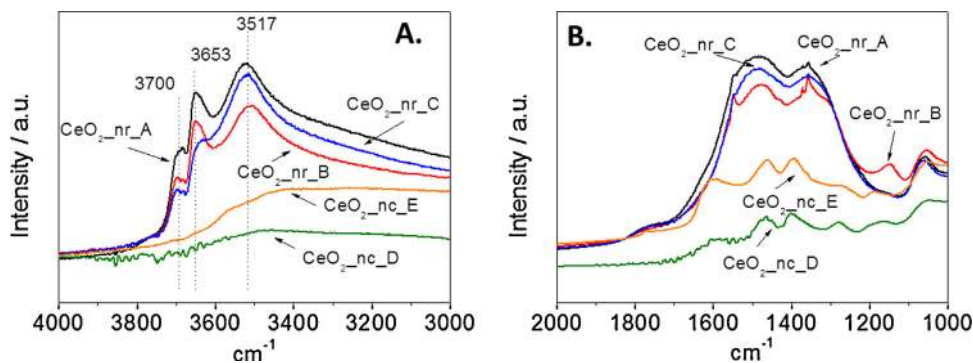 A.
3517
3653
3700
CeO2_nr_A
CeO2_nr_C
CeO2_nr_B
CeO2_nc_E
CeO2_nc_D
Intensity / a.u.
4000 3800 3600 3400 3200 3000
cm-1
B.
CeO2_nr_C
CeO2_nr_A
CeO2_nr_B
CeO2_nc_E
CeO2_nc_D
Intensity / a.u.
2000 1800 1600 1400 1200 1000
cm-1